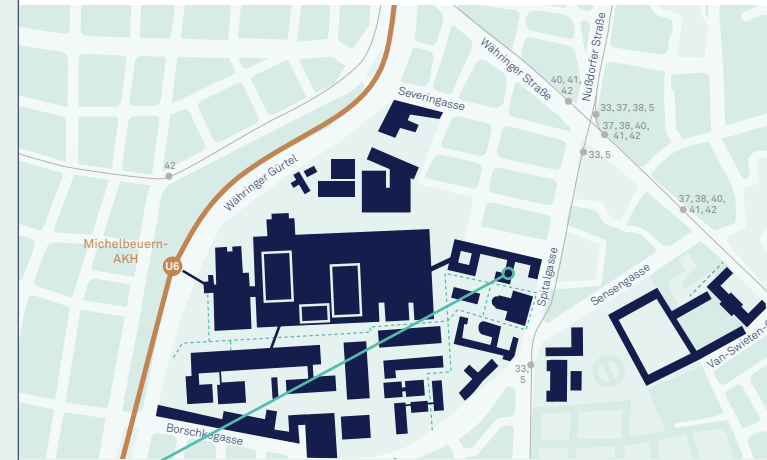 Währinger Straße
Nußdorfer Straße
40, 41,
42
Severingasse
33, 37, 38, 5
37, 38, 40,
41, 42
33, 5
42
Währinger Gürtel
37, 38, 40,
41, 42
Michelbeuern-
AKH
U6
Spitalgasse
Sensengasse
Van-Swieten-G
33,
5
Borschkegasse